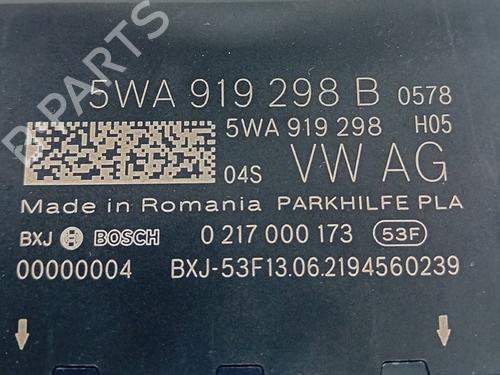 B PARTS
5WA 919 298 B 0578
5WA 919 298 H05
04S VW AG
Made in Romania PARKHILFE PLA
BXJ BOSCH 0 217 000 173 53F
00000004 BXJ-53F13.06.2194560239